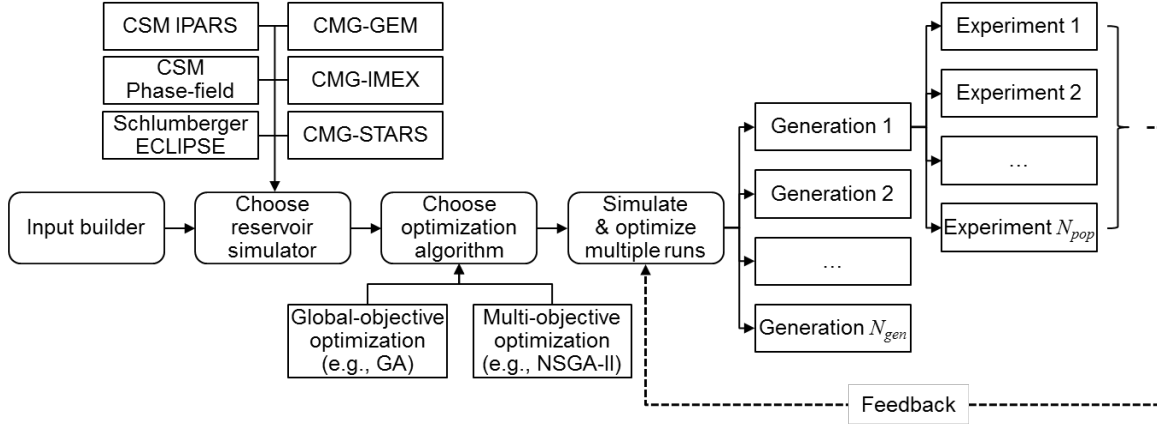 CSM IPARS
CMG-GEM
CSM
Phase-field
CMG-IMEX
Schlumberger
ECLIPSE
CMG-STARS
Input builder
Choose
reservoir
simulator
Choose
optimization
algorithm
Simulate
& optimize
multiple runs
Global-objective
optimization
(e.g., GA)
Multi-objective
optimization
(e.g., NSGA-II)
Generation 1
Generation 2
...
Generation N_gen
Experiment 1
Experiment 2
...
Experiment N_pop
Feedback